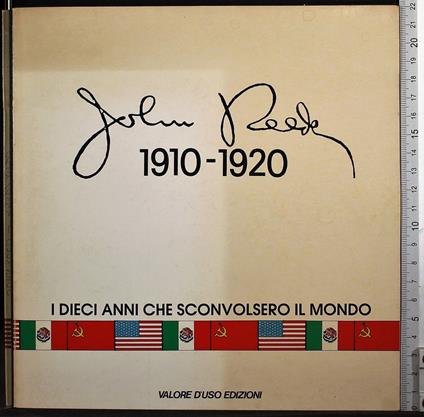 John Reed
1910-1920
I DIECI ANNI CHE SCONVOLSERO IL MONDO
VALORE D'USO EDIZIONI